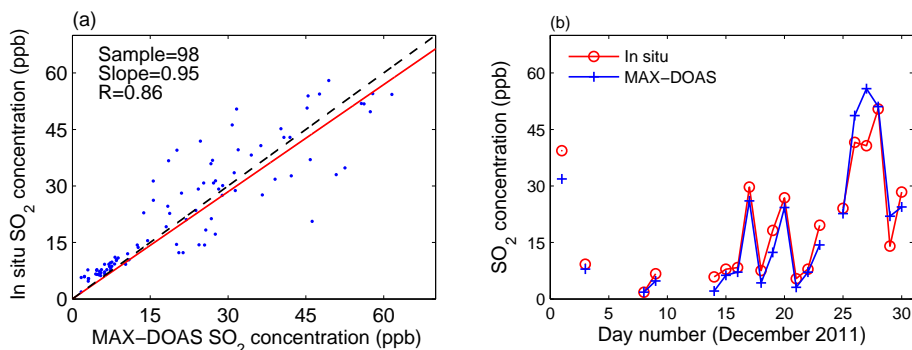 (a)
In situ SO2 concentration (ppb)
60
45
30
15
0
Sample=98
Slope=0.95
R=0.86
0 15 30 45 60
MAX−DOAS SO2 concentration (ppb)
(b)
SO2 concentration (ppb)
60
45
30
15
0
In situ
MAX−DOAS
0 5 10 15 20 25 30
Day number (December 2011)